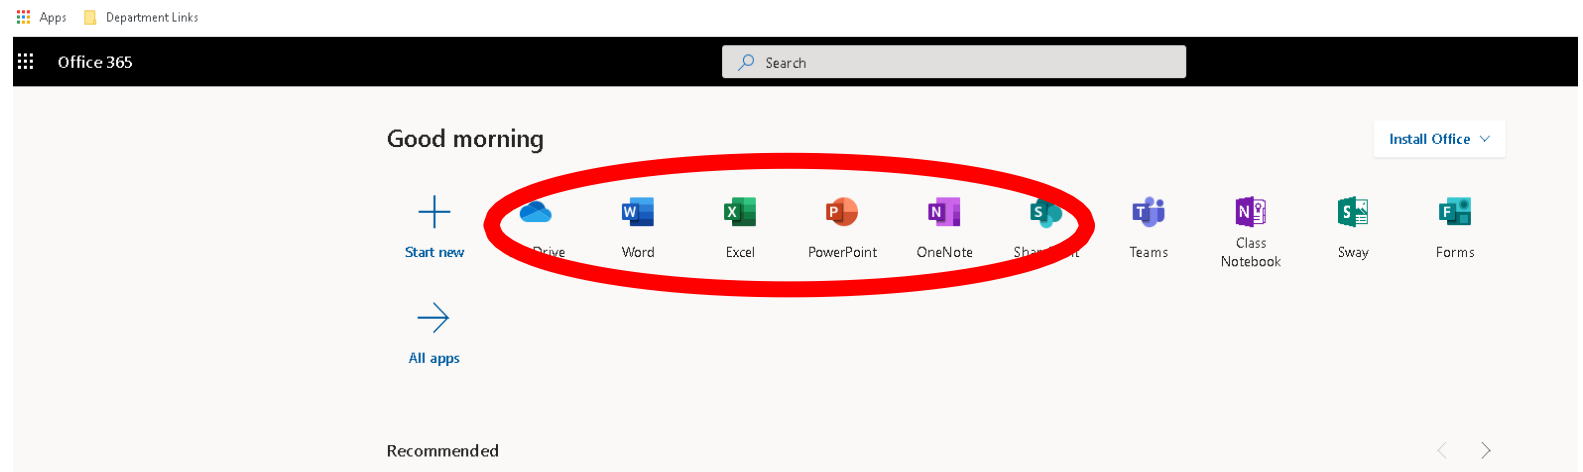 Apps Department Links
Office 365 Search
Good morning
Install Office
Start new Drive Word Excel PowerPoint OneNote Teams Class Notebook Sway Forms
All apps
Recommended